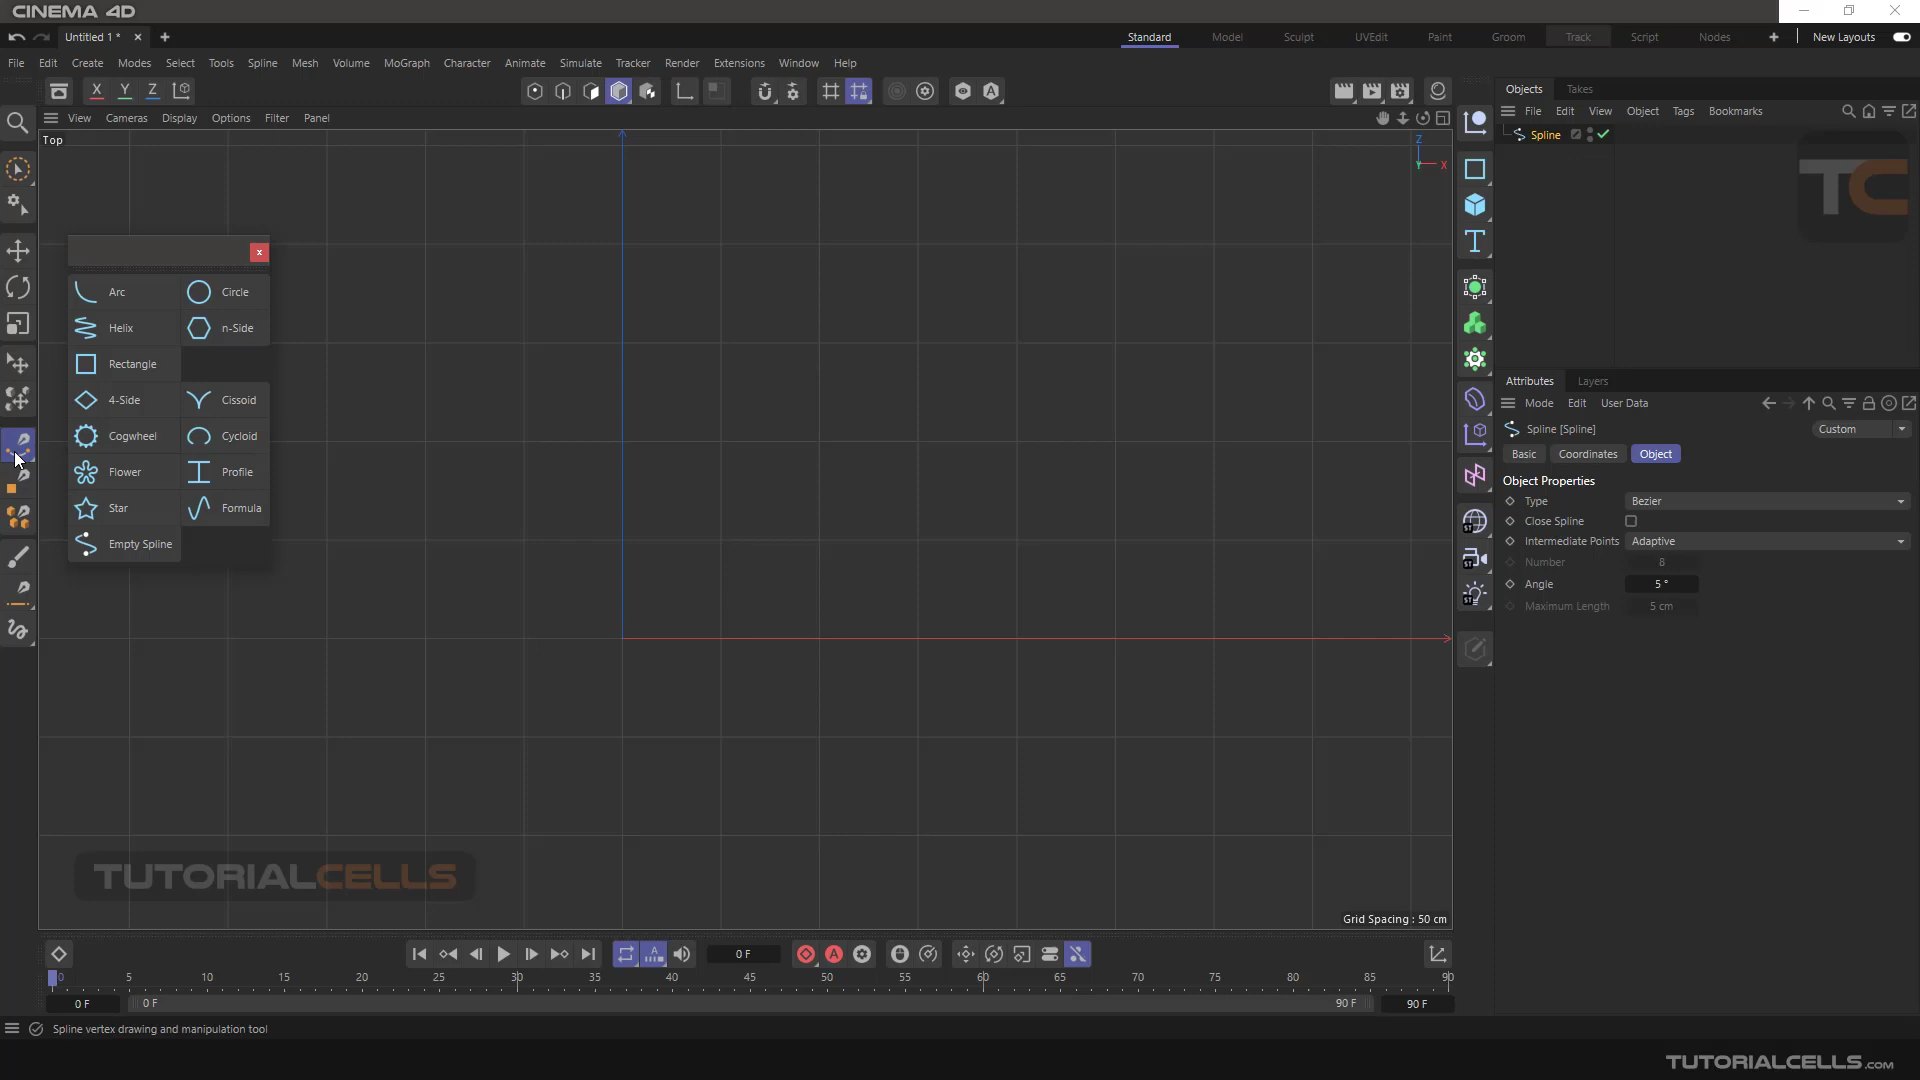 CINEMA 4D
Untitled 1 *
Standard Model Sculpt UVEdit Paint Groom Track Script Nodes New Layouts
File Edit Create Modes Select Tools Spline Mesh Volume MoGraph Character Animate Simulate Tracker Render Extensions Window Help
X Y Z
Objects Takes
View Cameras Display Options Filter Panel
File Edit View Object Tags Bookmarks
Spline
Top
Z
Y X
TC
x
Arc Circle
Helix n-Side
Rectangle
4-Side Cissoid
Cogwheel Cycloid
Flower Profile
Star Formula
Empty Spline
Attributes Layers
Mode Edit User Data
Spline [Spline] Custom
Basic Coordinates Object
Object Properties
Type Bezier
Close Spline
Intermediate Points Adaptive
Number 8
Angle 5 °
Maximum Length 5 cm
ST
ST
ST
TUTORIALCELLS
Grid Spacing : 50 cm
0 F
0 5 10 15 20 25 30 35 40 45 50 55 60 65 70 75 80 85 90
0 F 0 F 90 F 90 F
Spline vertex drawing and manipulation tool
TUTORIALCELLS.COM